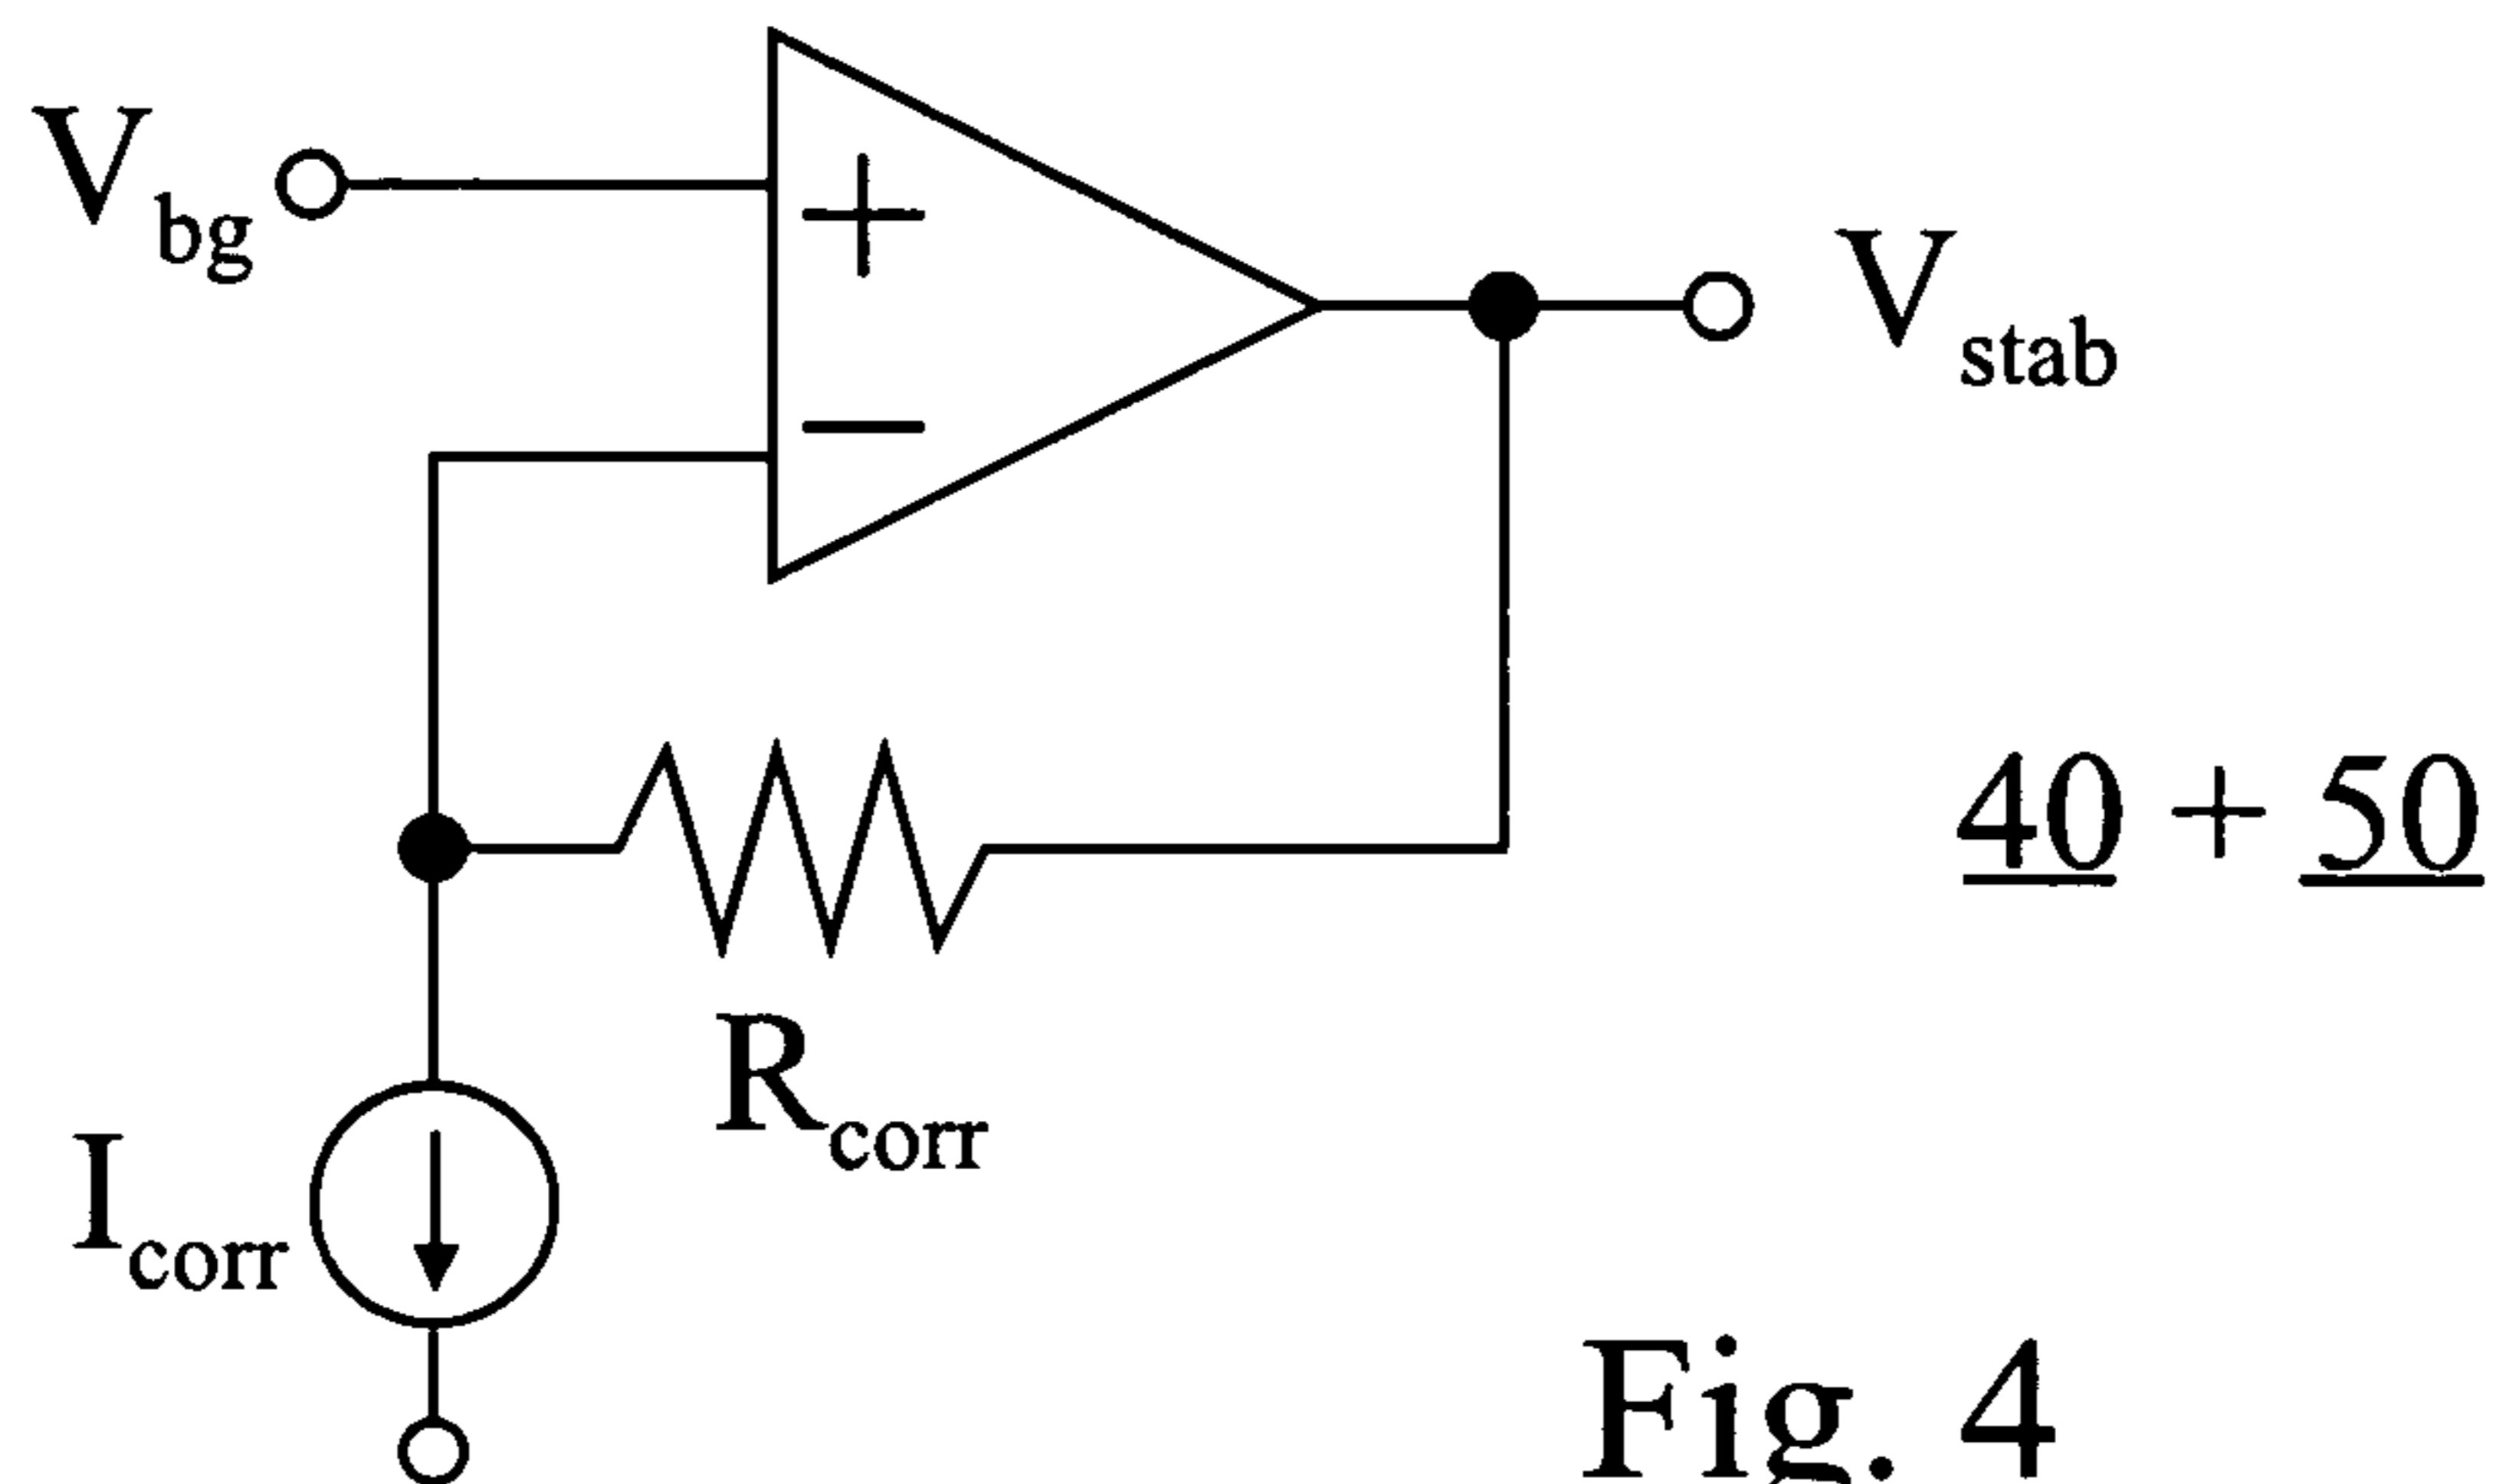 V_bg
+
−
V_stab
40 + 50
R_corr
I_corr
Fig. 4